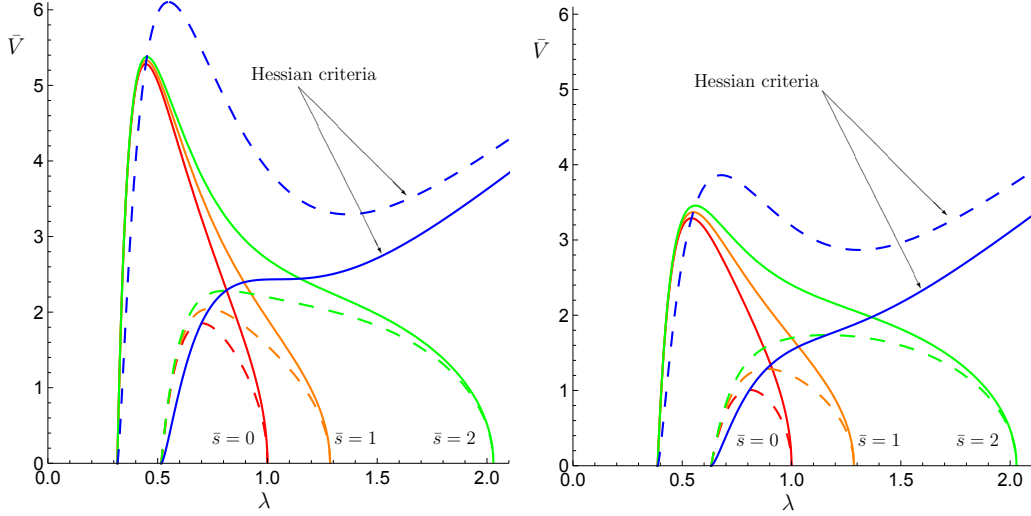 V̄
6
5
4
3
2
1
0
0.0
0.5
1.0
1.5
2.0
λ
Hessian criteria
s̄ = 0
s̄ = 1
s̄ = 2
V̄
6
5
4
3
2
1
0
0.0
0.5
1.0
1.5
2.0
λ
Hessian criteria
s̄ = 0
s̄ = 1
s̄ = 2